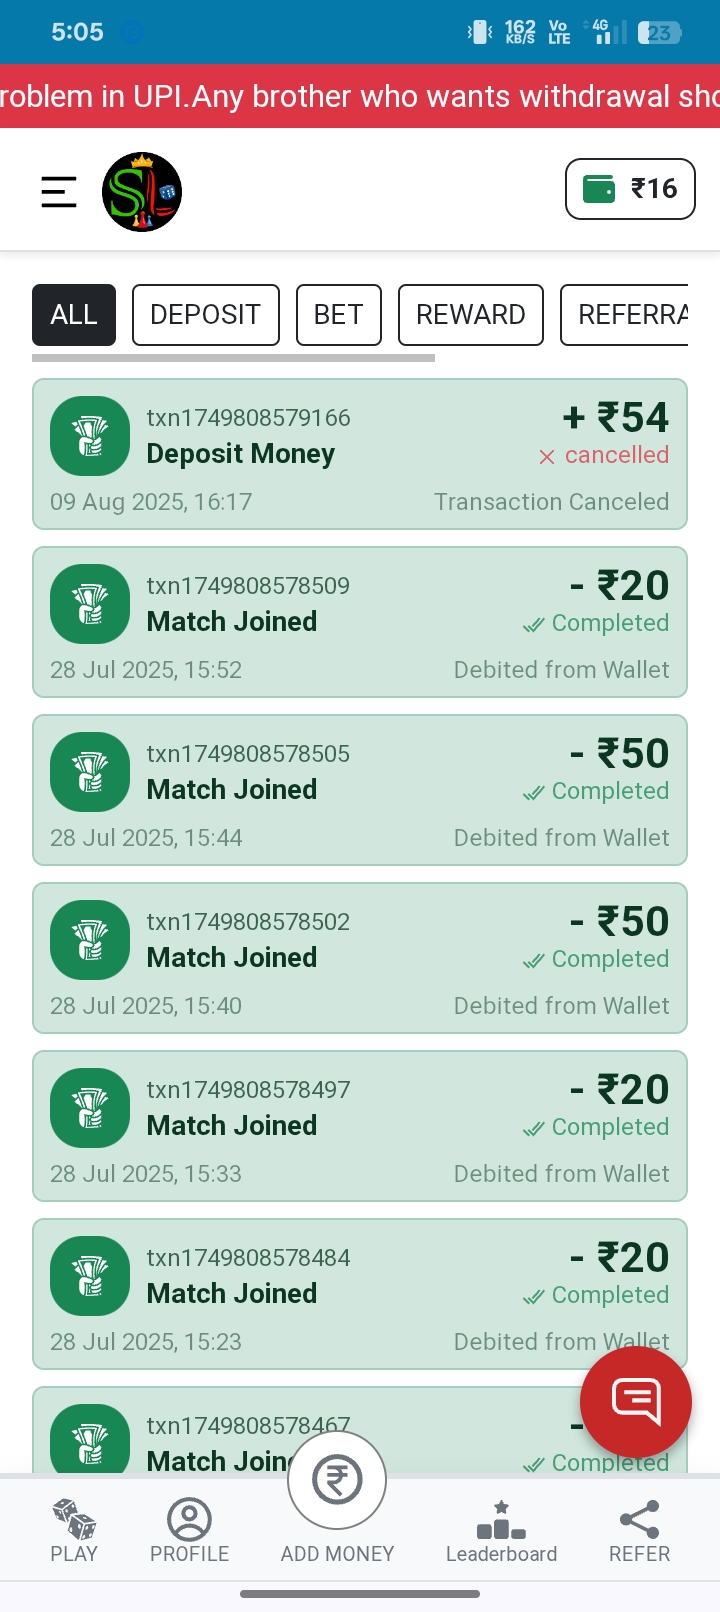 5:05
162 KB/S Vo LTE 4G 23
roblem in UPI.Any brother who wants withdrawal sho
SL
₹16
ALL DEPOSIT BET REWARD REFERRA
txn1749808579166 + ₹54
Deposit Money × cancelled
09 Aug 2025, 16:17 Transaction Canceled
txn1749808578509 - ₹20
Match Joined Completed
28 Jul 2025, 15:52 Debited from Wallet
txn1749808578505 - ₹50
Match Joined Completed
28 Jul 2025, 15:44 Debited from Wallet
txn1749808578502 - ₹50
Match Joined Completed
28 Jul 2025, 15:40 Debited from Wallet
txn1749808578497 - ₹20
Match Joined Completed
28 Jul 2025, 15:33 Debited from Wallet
txn1749808578484 - ₹20
Match Joined Completed
28 Jul 2025, 15:23 Debited from Wallet
txn1749808578467 -
Match Join Completed
₹
PLAY PROFILE ADD MONEY Leaderboard REFER